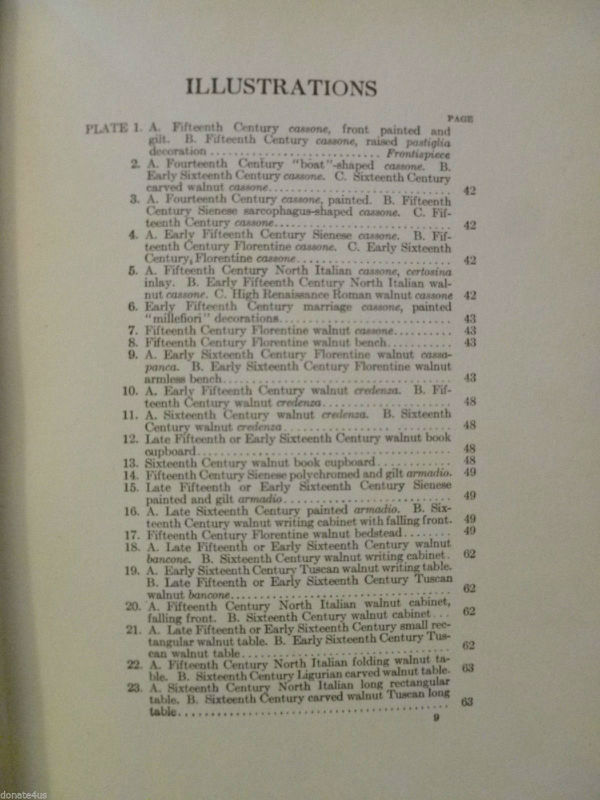 ILLUSTRATIONS
PAGE
PLATE 1. A. Fifteenth Century cassone, front painted and
gilt. B. Fifteenth Century cassone, raised pastiglia
decoration .......................... Frontispiece
2. A. Fourteenth Century "boat"-shaped cassone. B.
Early Sixteenth Century cassone. C. Sixteenth Century
carved walnut cassone.......................... 42
3. A. Fourteenth Century cassone, painted. B. Fifteenth
Century Sienese sarcophagus-shaped cassone. C. Fif-
teenth Century cassone.......................... 42
4. A. Early Fifteenth Century Sienese cassone. B. Fif-
teenth Century Florentine cassone. C. Early Sixteenth
Century, Florentine cassone...................... 42
5. A. Fifteenth Century North Italian cassone, certosina
inlay. B. Early Fifteenth Century North Italian wal-
nut cassone. C. High Renaissance Roman walnut cassone 42
6. Early Fifteenth Century marriage cassone, painted
"millefiori" decorations.......................... 43
7. Fifteenth Century Florentine walnut cassone............ 43
8. Fifteenth Century Florentine walnut bench............. 43
9. A. Early Sixteenth Century Florentine walnut cassa-
panca. B. Early Sixteenth Century Florentine walnut
armless bench.................................. 43
10. A. Early Fifteenth Century walnut credenza. B. Fif-
teenth Century walnut credenza.................... 48
11. A. Sixteenth Century walnut credenza. B. Sixteenth
Century walnut credenza.......................... 48
12. Late Fifteenth or Early Sixteenth Century walnut book
cupboard...................................... 48
13. Sixteenth Century walnut book cupboard............. 48
14. Fifteenth Century Sienese polychromed and gilt armadio. 49
15. Late Fifteenth or Early Sixteenth Century Sienese
painted and gilt armadio.......................... 49
16. A. Late Sixteenth Century painted armadio. B. Six-
teenth Century walnut writing cabinet with falling front. 49
17. Fifteenth Century Florentine walnut bedstead........ 49
18. A. Late Fifteenth or Early Sixteenth Century walnut
bancone. B. Sixteenth Century walnut writing cabinet. 62
19. A. Early Sixteenth Century Tuscan walnut writing table.
B. Late Fifteenth or Early Sixteenth Century Tuscan
walnut bancone.................................. 62
20. A. Fifteenth Century North Italian walnut cabinet,
falling front. B. Sixteenth Century walnut cabinet... 62
21. A. Late Fifteenth or Early Sixteenth Century small rec-
tangular walnut table. B. Early Sixteenth Century Tus-
can walnut table.................................. 62
22. A. Fifteenth Century North Italian folding walnut ta-
ble. B. Sixteenth Century Ligurian carved walnut table. 63
23. A. Sixteenth Century North Italian long rectangular
table. B. Sixteenth Century carved walnut Tuscan long
table.......................................... 63
9
donate4us